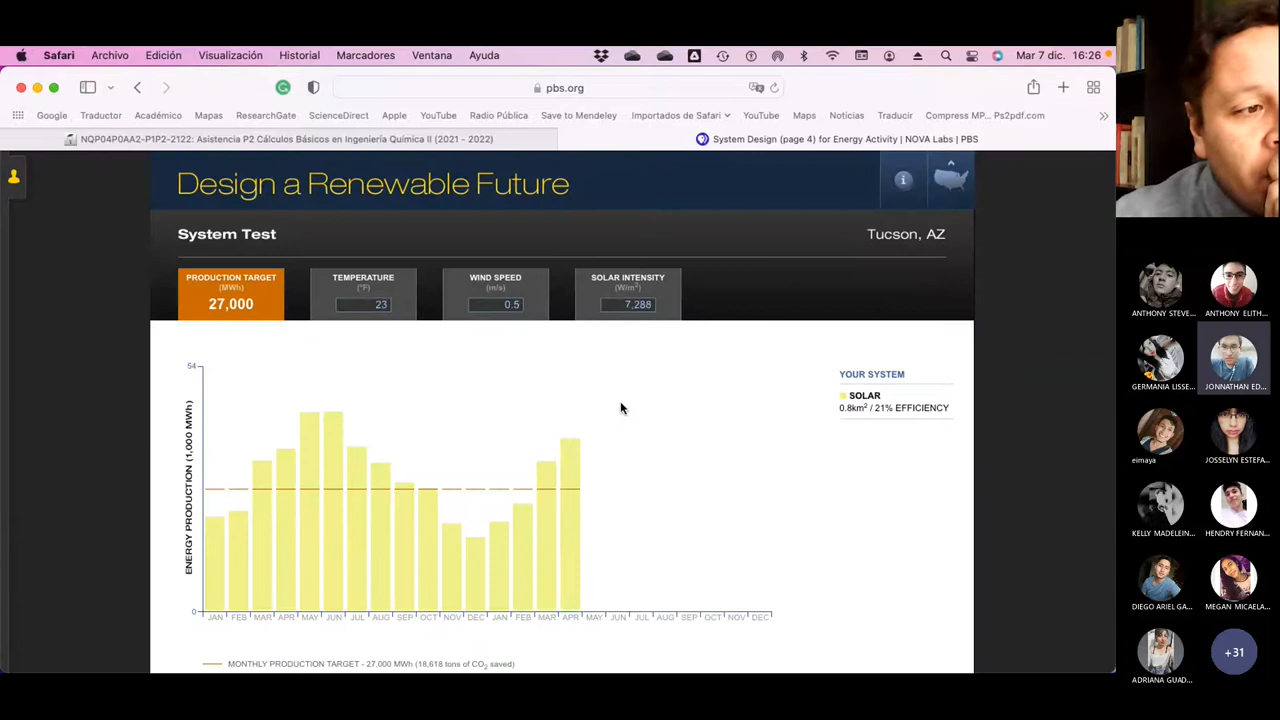 Safari Archivo Edición Visualización Historial Marcadores Ventana Ayuda Mar 7 dic. 16:26
pbs.org
Google Traductor Académico Mapas ResearchGate ScienceDirect Apple YouTube Radio Pública Save to Mendeley Importados de Safari YouTube Maps Noticias Traducir Compress MP... Ps2pdf.com
NQP04P0AA2-P1P2-2122: Asistencia P2 Cálculos Básicos en Ingeniería Química II (2021 - 2022) System Design (page 4) for Energy Activity | NOVA Labs | PBS
Design a Renewable Future
System Test Tucson, AZ
PRODUCTION TARGET TEMPERATURE WIND SPEED SOLAR INTENSITY
(MWh) (°F) (m/s) (W/m²)
27,000 23 0.5 7,288
54
YOUR SYSTEM
SOLAR
0.8km² / 21% EFFICIENCY
ENERGY PRODUCTION (1,000 MWh)
0
JAN FEB MAR APR MAY JUN JUL AUG SEP OCT NOV DEC JAN FEB MAR APR MAY JUN JUL AUG SEP OCT NOV DEC
MONTHLY PRODUCTION TARGET - 27,000 MWh (18,618 tons of CO₂ saved)
ANTHONY STEVE... ANTHONY ELITH...
GERMANIA LISSE... JONNATHAN ED...
eimaya JOSSELYN ESTEFA...
KELLY MADELEIN... HENDRY FERNAN...
DIEGO ARIEL GA... MEGAN MICAELA...
ADRIANA GUAD... +31